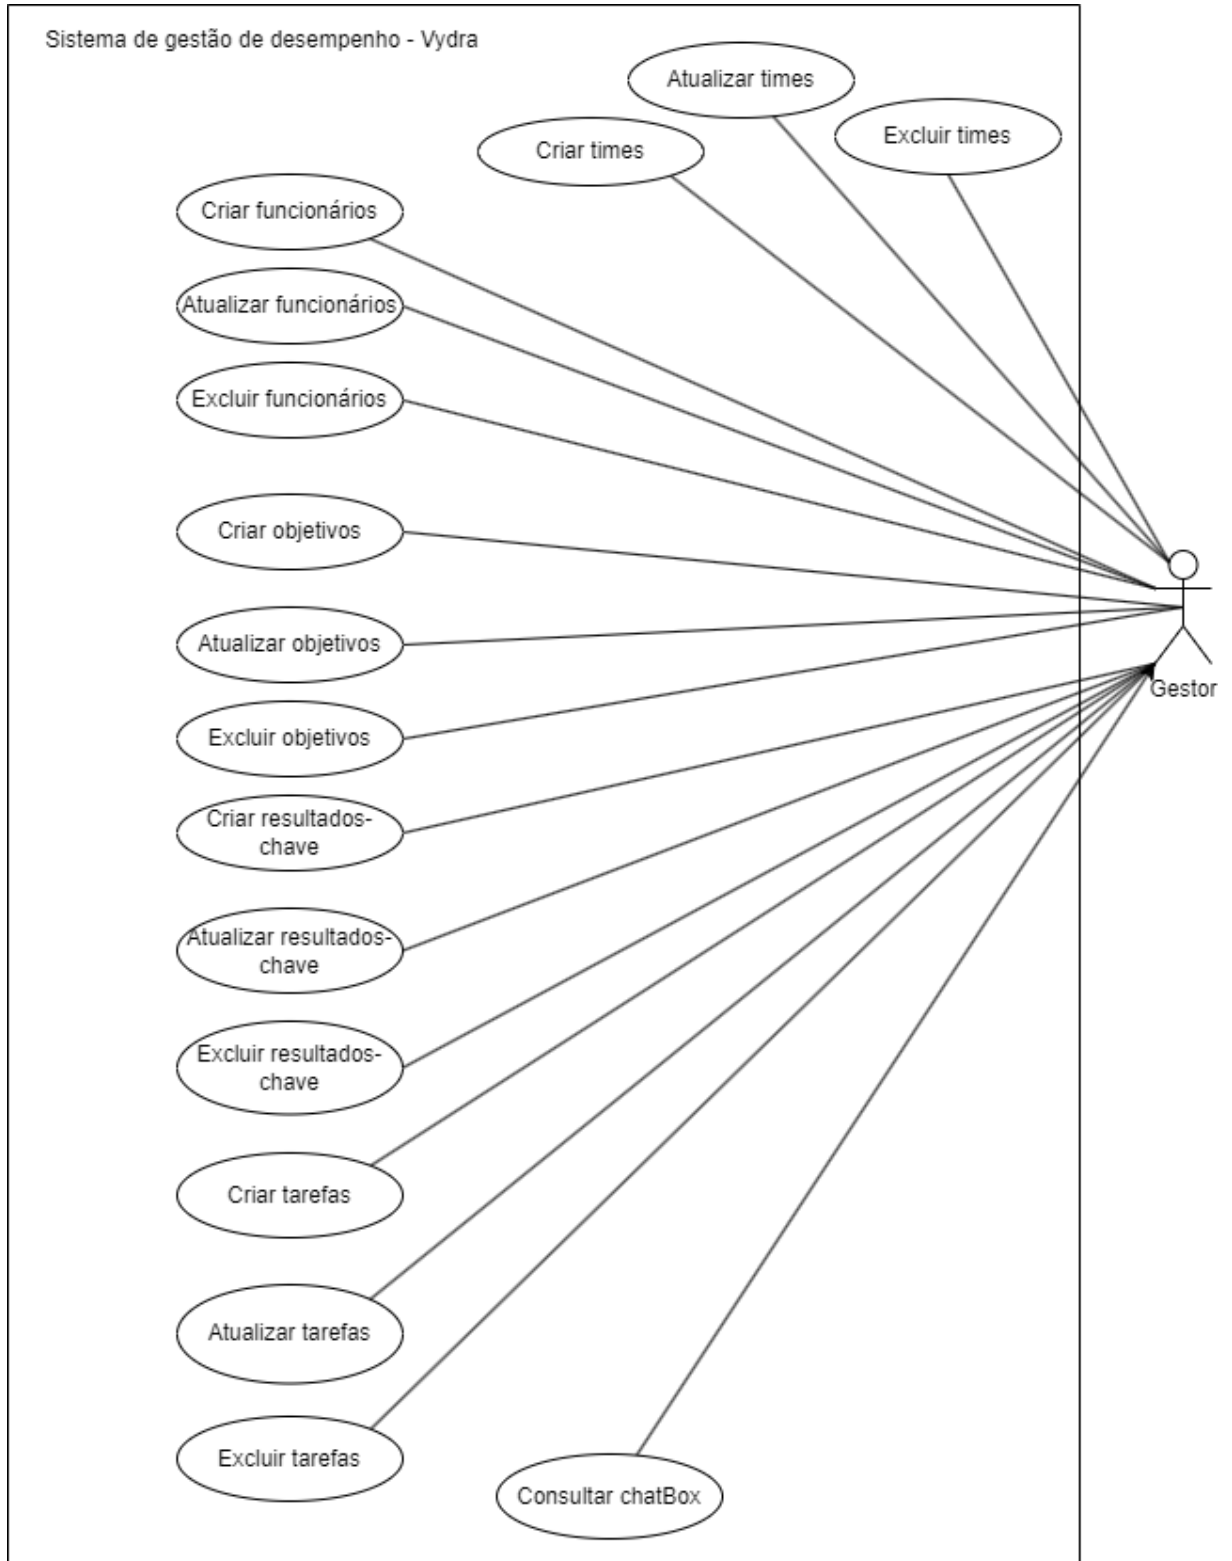 Sistema de gestão de desempenho - Vydra
Atualizar times
Excluir times
Criar times
Criar funcionários
Atualizar funcionários
Excluir funcionários
Criar objetivos
Atualizar objetivos
Gestor
Excluir objetivos
Criar resultados-
chave
Atualizar resultados-
chave
Excluir resultados-
chave
Criar tarefas
Atualizar tarefas
Excluir tarefas
Consultar chatBox